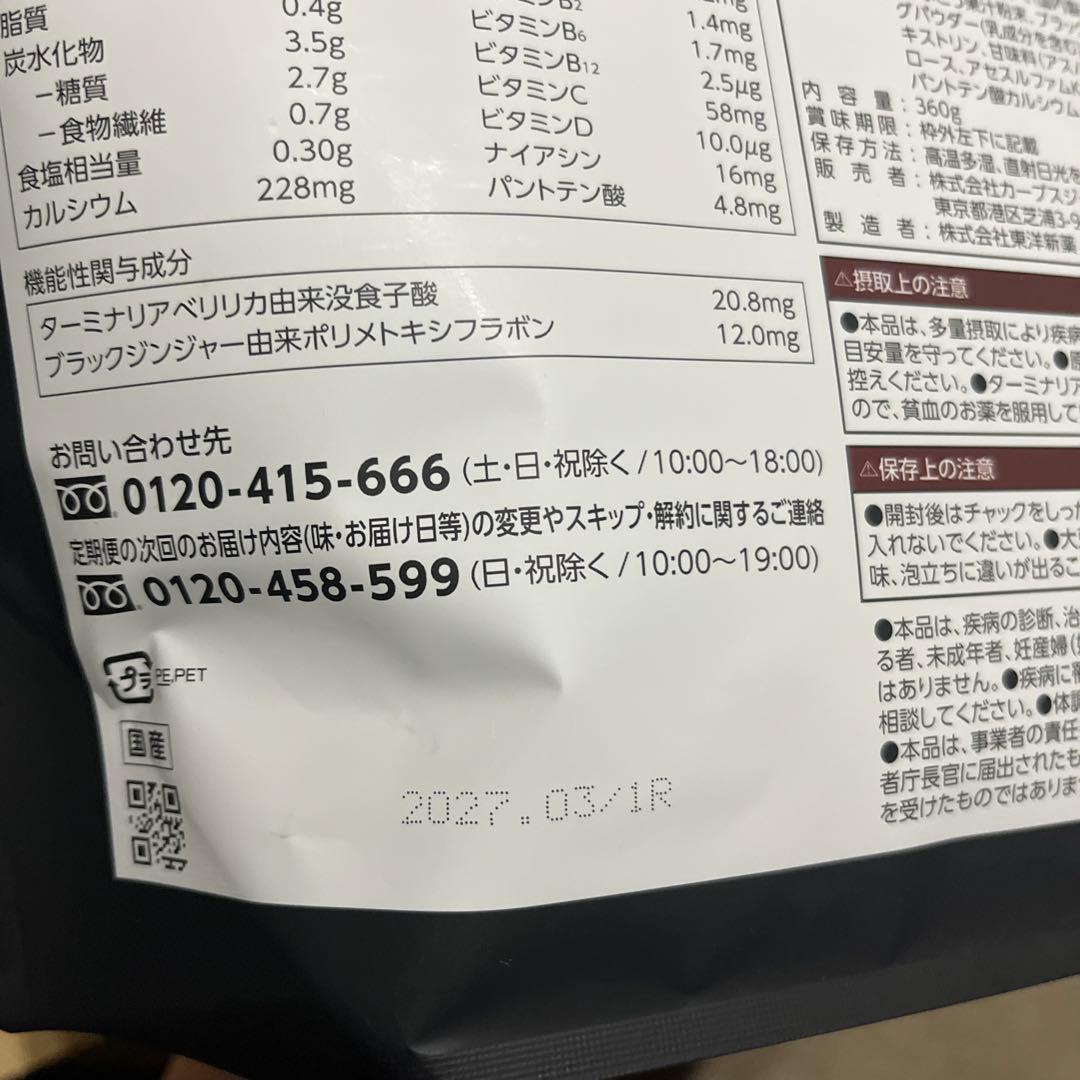 脂質 0.4g
炭水化物 3.5g
－糖質 2.7g
－食物繊維 0.7g
食塩相当量 0.30g
カルシウム 228mg
ビタミンB6 1.4mg
ビタミンB12 1.7mg
ビタミンC 2.5μg
ビタミンD 58mg
ナイアシン 10.0μg
パントテン酸 16mg
4.8mg
機能性関与成分
ターミナリアベリリカ由来没食子酸 20.8mg
ブラックジンジャー由来ポリメトキシフラボン 12.0mg
お問い合わせ先
0120-415-666 (土・日・祝除く/10:00～18:00)
定期便の次回のお届け内容(味・お届け日等)の変更やスキップ・解約に関するご連絡
0120-458-599 (日・祝除く/10:00～19:00)
プラ PE,PET
国産
2027.03/1R
グパウダー(乳成分を含む
キストリン、甘味料(アス
ロース、アセスルファムK
パントテン酸カルシウム
内容量：360g
賞味期限：枠外左下に記載
保存方法：高温多湿、直射日光を
販売者：株式会社カーブスジ
東京都港区芝浦3-9
製造者：株式会社東洋新薬
⚠摂取上の注意
●本品は、多量摂取により疾病
目安量を守ってください。●
控えください。●ターミナリア
ので、貧血のお薬を服用して
⚠保存上の注意
●開封後はチャックをしっ
入れないでください。●大
味、泡立ちに違いが出るこ
●本品は、疾病の診断、治
る者、未成年者、妊産婦(
はありません。●疾病に
相談してください。●体調
●本品は、事業者の責任
者庁長官に届出されたも
を受けたものではありま